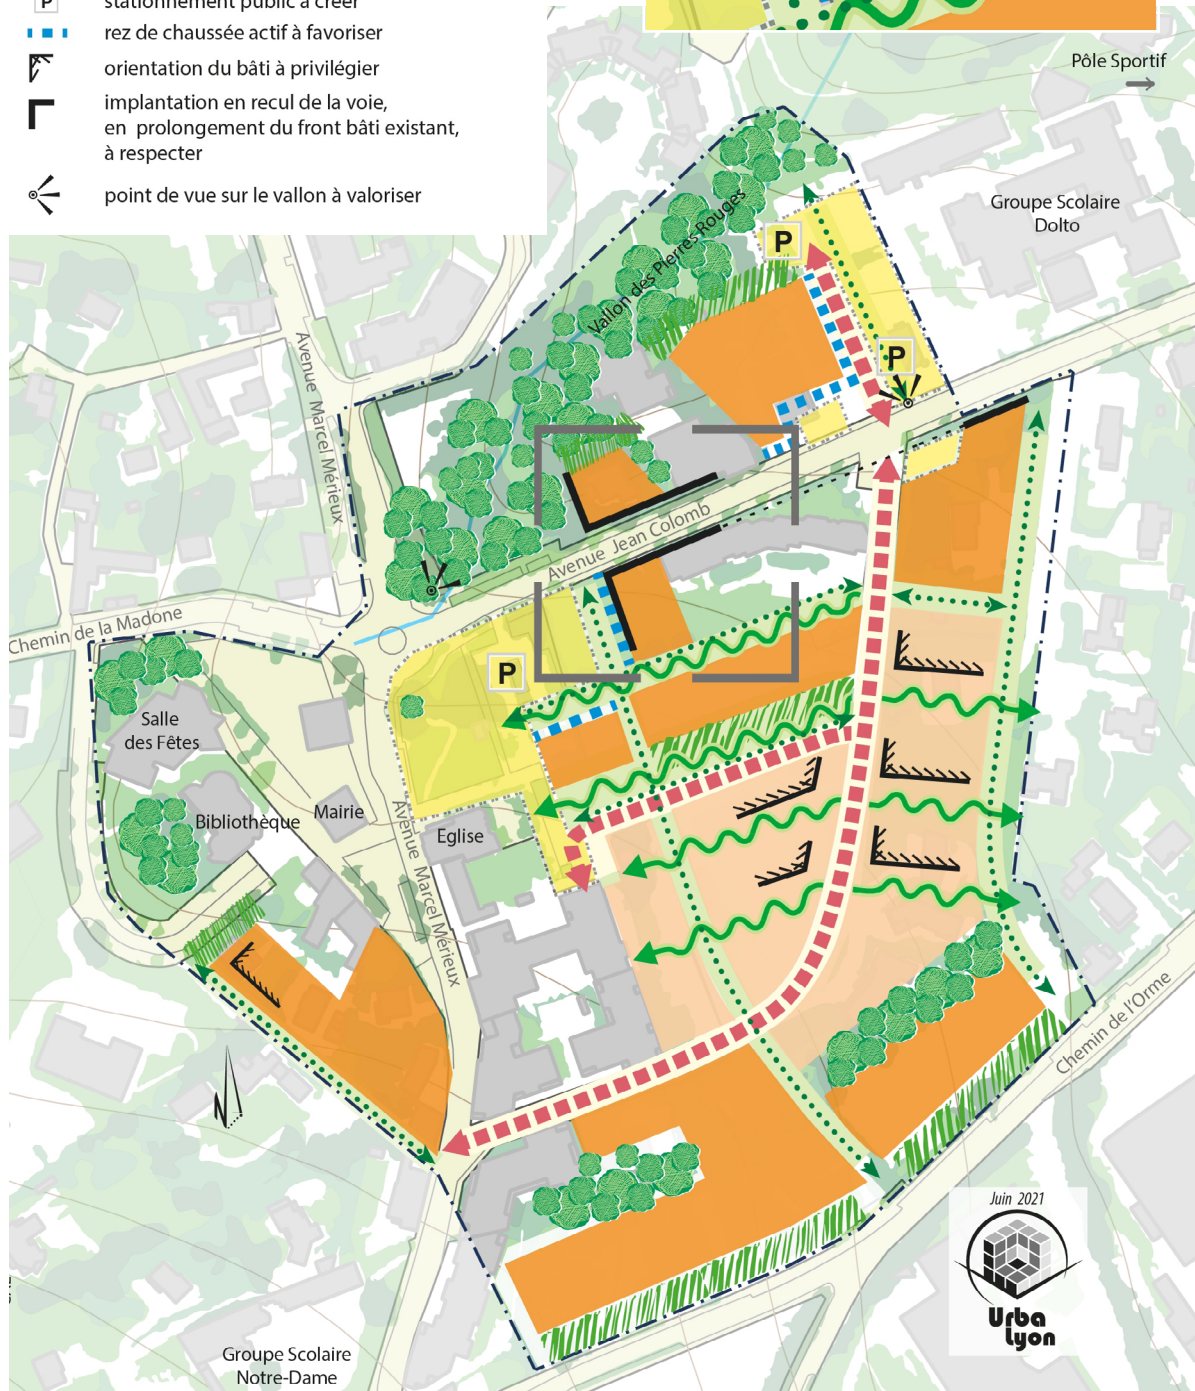 P
stationnement public à créer
rez de chaussée actif à favoriser
orientation du bâti à privilégier
implantation en recul de la voie,
en prolongement du front bâti existant,
à respecter
point de vue sur le vallon à valoriser
Pôle Sportif
Groupe Scolaire
Dolto
Vallon des Pierres Rouges
P
P
Avenue Marcel Mérieux
Avenue Jean Colomb
Chemin de la Madone
P
Salle
des Fêtes
Bibliothèque
Mairie
Eglise
Avenue Marcel Mérieux
Chemin de l'Orme
N
Juin 2021
Urba
Lyon
Groupe Scolaire
Notre-Dame